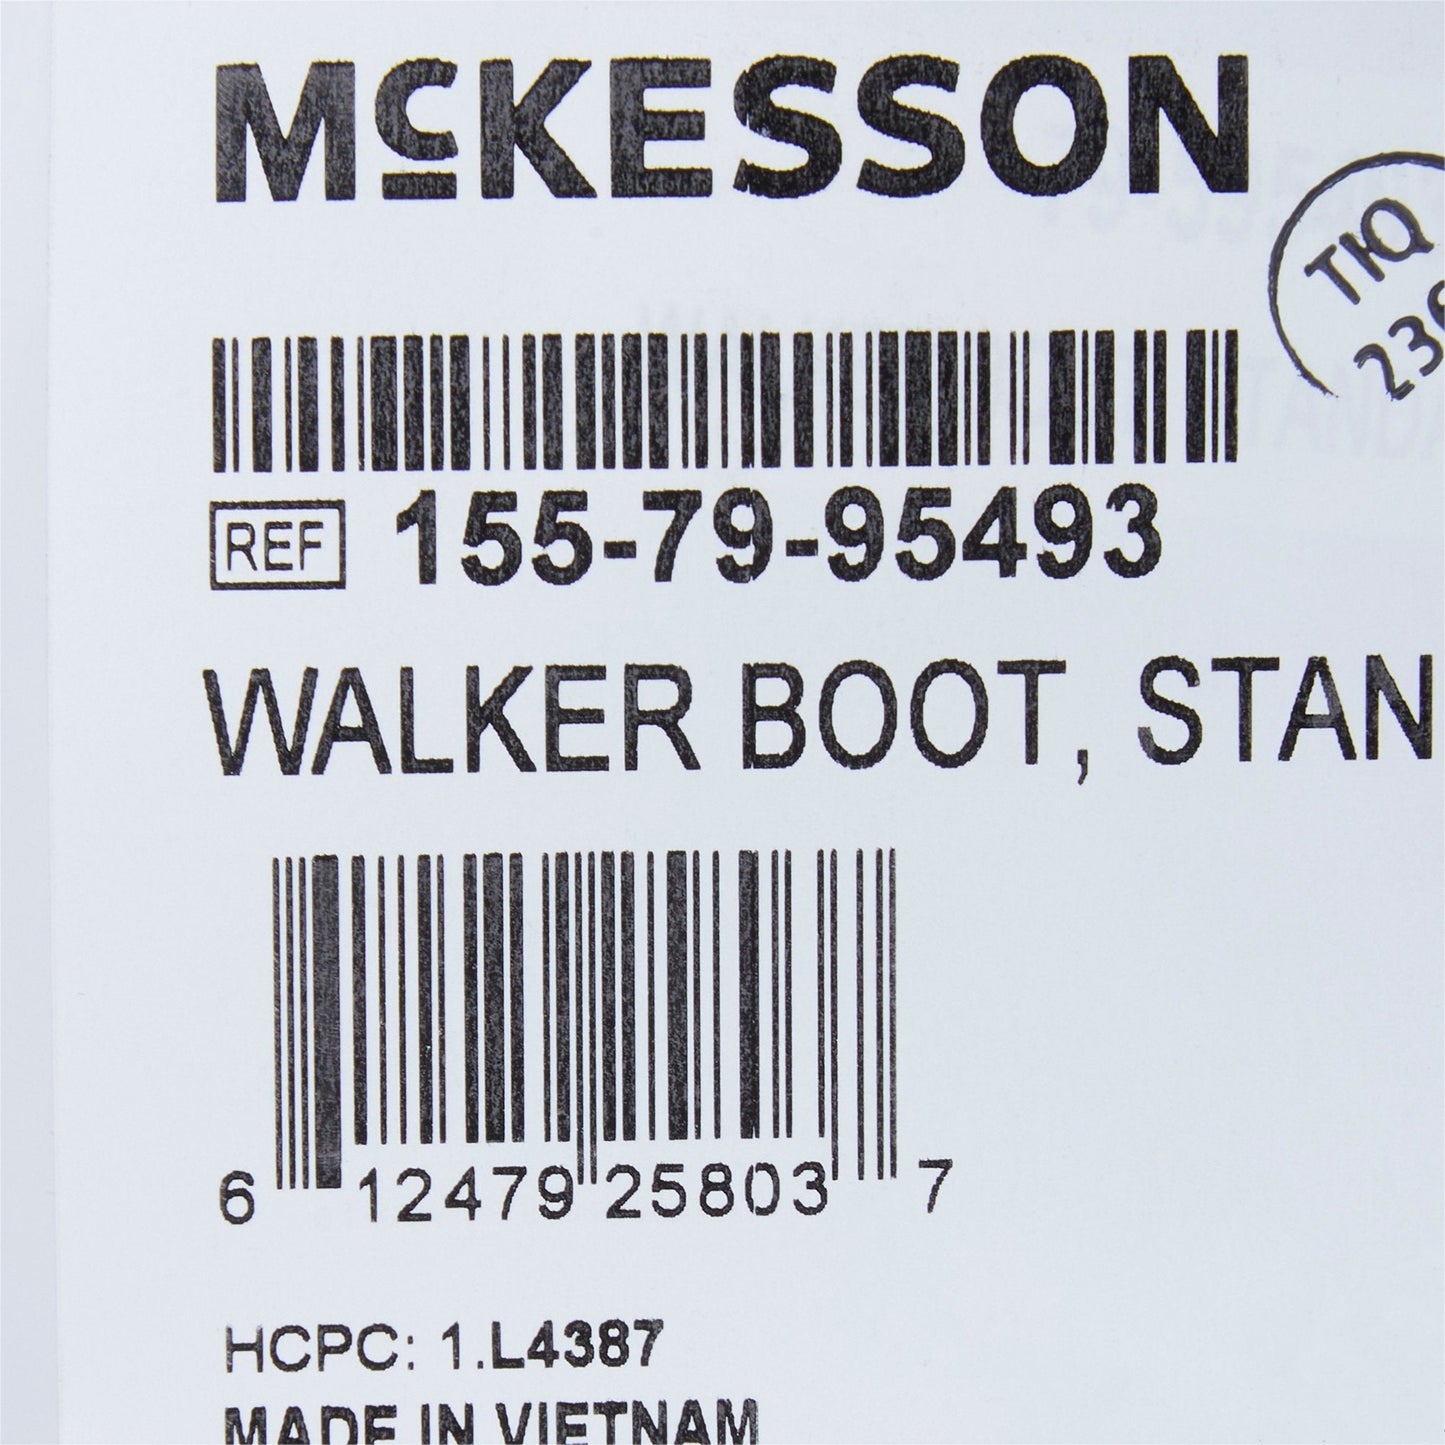 McKESSON
TIQ
REF 155-79-95493
WALKER BOOT, STAN
6 12479 25803 7
HCPC: 1.L4387
MADE IN VIETNAM